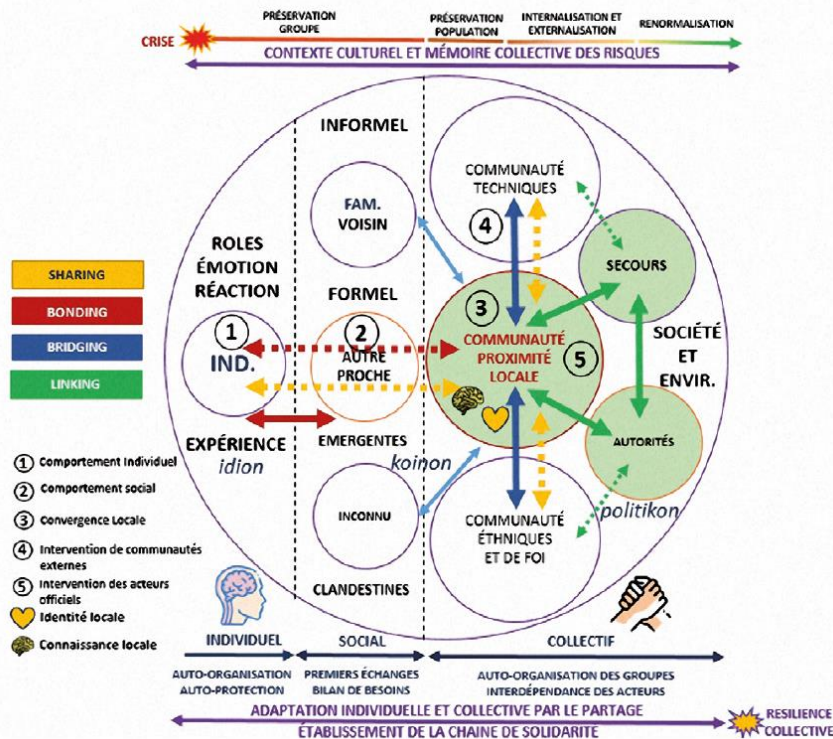 PRÉSERVATION
GROUPE
PRÉSERVATION
POPULATION
INTERNALISATION ET
EXTERNALISATION
RENORMALISATION
CRISE
CONTEXTE CULTUREL ET MÉMOIRE COLLECTIVE DES RISQUES
INFORMEL
FAM.
VOISIN
COMMUNAUTÉ
TECHNIQUES
4
SECOURS
ROLES
ÉMOTION
RÉACTION
SHARING
BONDING
BRIDGING
LINKING
FORMEL
1
IND.
2
AUTRE
PROCHE
3
COMMUNAUTÉ
PROXIMITÉ
LOCALE
5
SOCIÉTÉ
ET
ENVIR.
EXPÉRIENCE
idion
EMERGENTES
koinon
AUTORITÉS
politikon
INCONNU
COMMUNAUTÉ
ÉTHNIQUES
ET DE FOI
CLANDESTINES
1 Comportement Individuel
2 Comportement social
3 Convergence Locale
4 Intervention de communautés
externes
5 Intervention des acteurs
officiels
Identité locale
Connaissance locale
INDIVIDUEL
SOCIAL
COLLECTIF
AUTO-ORGANISATION
AUTO-PROTECTION
PREMIERS ÉCHANGES
BILAN DE BESOINS
AUTO-ORGANISATION DES GROUPES
INTERDÉPENDANCE DES ACTEURS
ADAPTATION INDIVIDUELLE ET COLLECTIVE PAR LE PARTAGE
ÉTABLISSEMENT DE LA CHAINE DE SOLIDARITE
RESILIENCE
COLLECTIVE